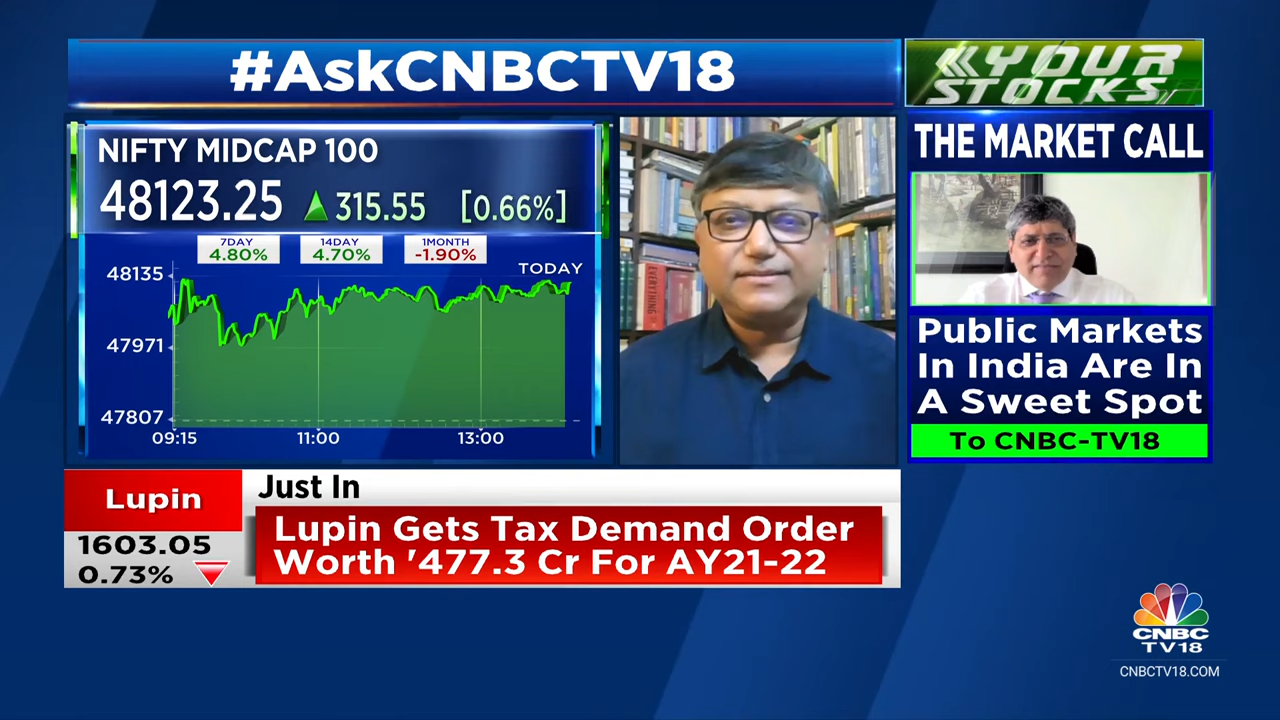 #AskCNBCTV18
YOUR
STOCKS
NIFTY MIDCAP 100
48123.25 315.55 [0.66%]
7DAY 14DAY 1MONTH
4.80% 4.70% -1.90%
TODAY
48135
47971
47807
09:15 11:00 13:00
EVERYTHING
THE MARKET CALL
Public Markets
In India Are In
A Sweet Spot
To CNBC-TV18
Lupin
1603.05
0.73%
Just In
Lupin Gets Tax Demand Order
Worth '477.3 Cr For AY21-22
CNBC
TV18
CNBCTV18.COM